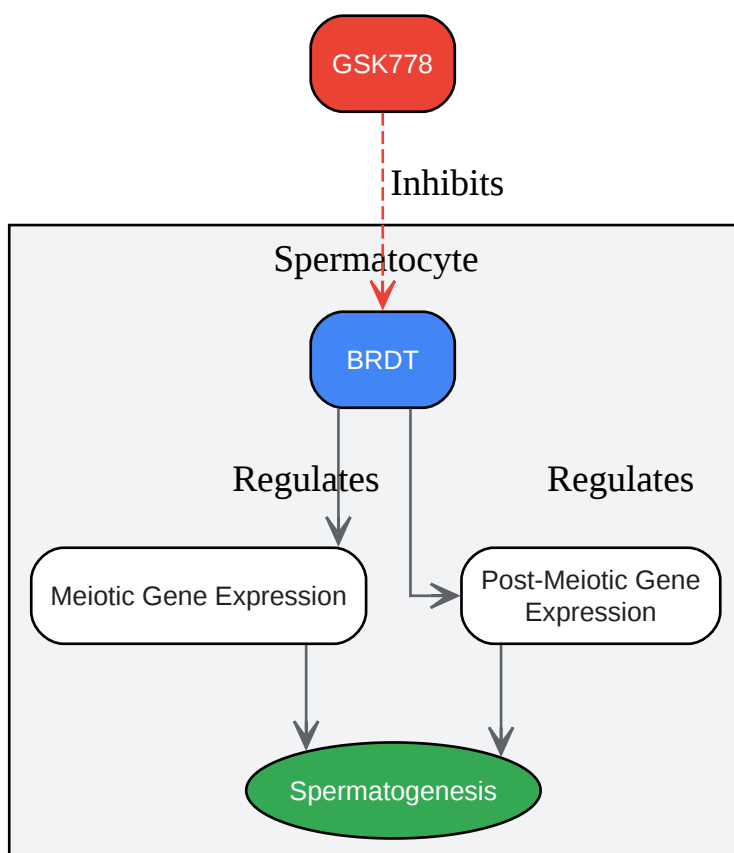 GSK778
Inhibits
Spermatocyte
BRDT
Regulates
Regulates
Meiotic Gene Expression
Post-Meiotic Gene
Expression
Spermatogenesis